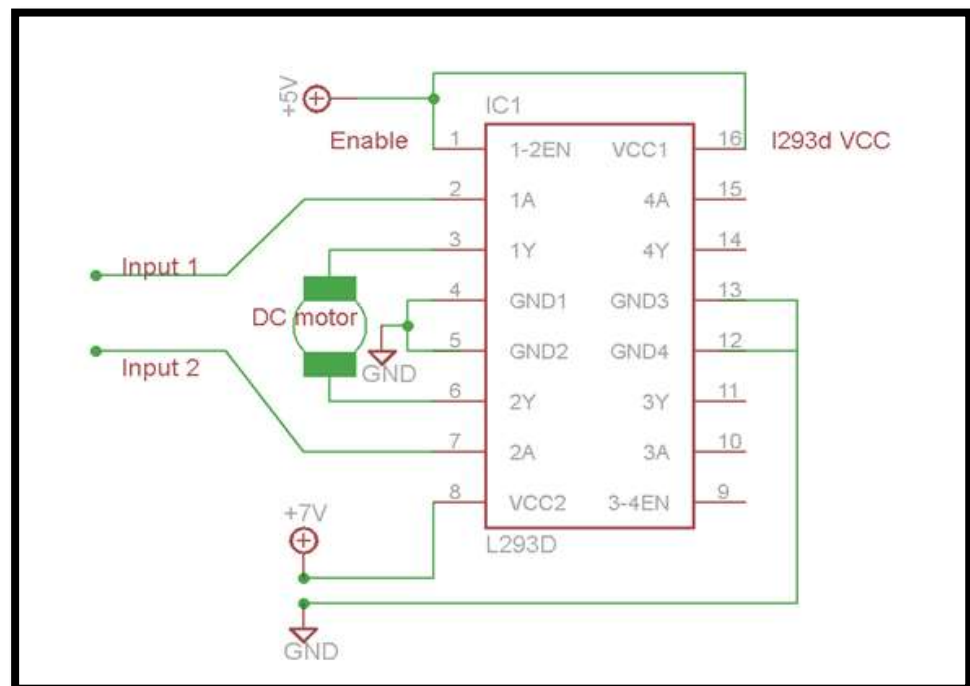 +5V
IC1
Enable
1 1-2EN VCC1 16 l293d VCC
2 1A 4A 15
3 1Y 4Y 14
Input 1
4 GND1 GND3 13
DC motor
5 GND2 GND4 12
Input 2
GND
6 2Y 3Y 11
7 2A 3A 10
8 VCC2 3-4EN 9
+7V
L293D
GND